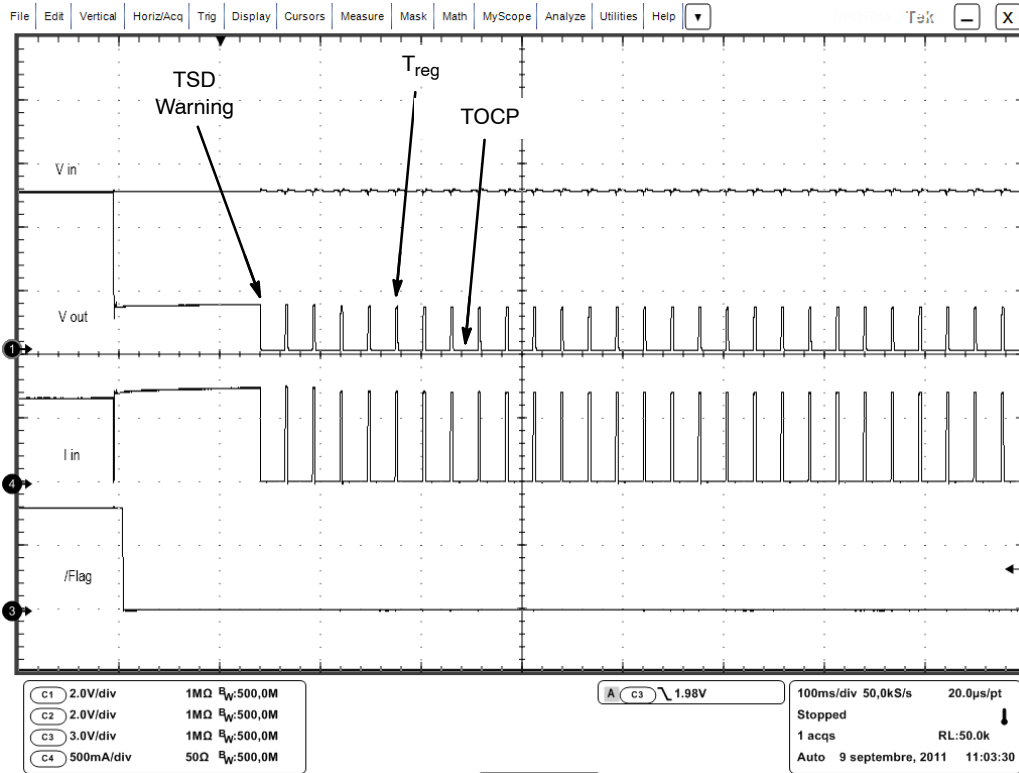 File Edit Vertical Horiz/Acq Trig Display Cursors Measure Mask Math MyScope Analyze Utilities Help Tek X
TSD
Warning
Treg
TOCP
V in
V out
1
I in
4
/Flag
3
C1 2.0V/div 1MΩ BW:500,0M
C2 2.0V/div 1MΩ BW:500,0M
C3 3.0V/div 1MΩ BW:500,0M
C4 500mA/div 50Ω BW:500,0M
A C3 1.98V
100ms/div 50,0kS/s 20.0µs/pt
Stopped
1 acqs RL:50.0k
Auto 9 septembre, 2011 11:03:30